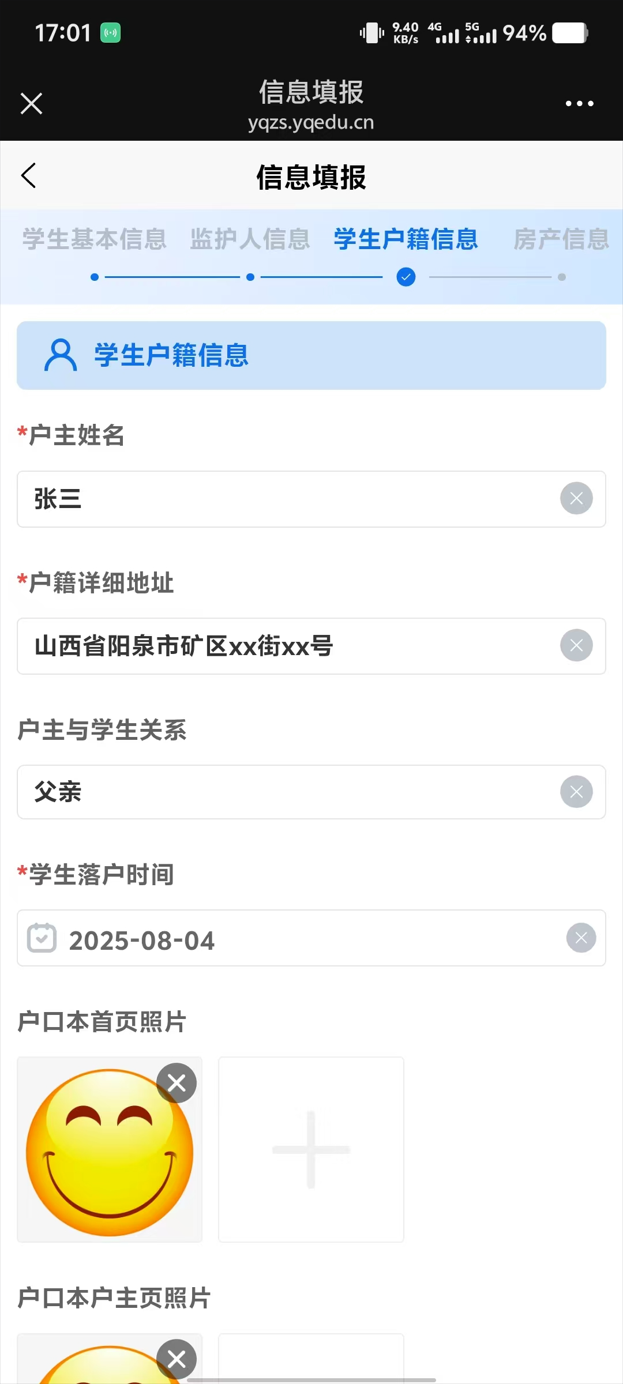 17:01
9.40 KB/s 4G 5G 94%
信息填报
yqzs.yqedu.cn
信息填报
学生基本信息 监护人信息 学生户籍信息 房产信息
学生户籍信息
*户主姓名
张三
*户籍详细地址
山西省阳泉市矿区xx街xx号
户主与学生关系
父亲
*学生落户时间
2025-08-04
户口本首页照片
户口本户主页照片